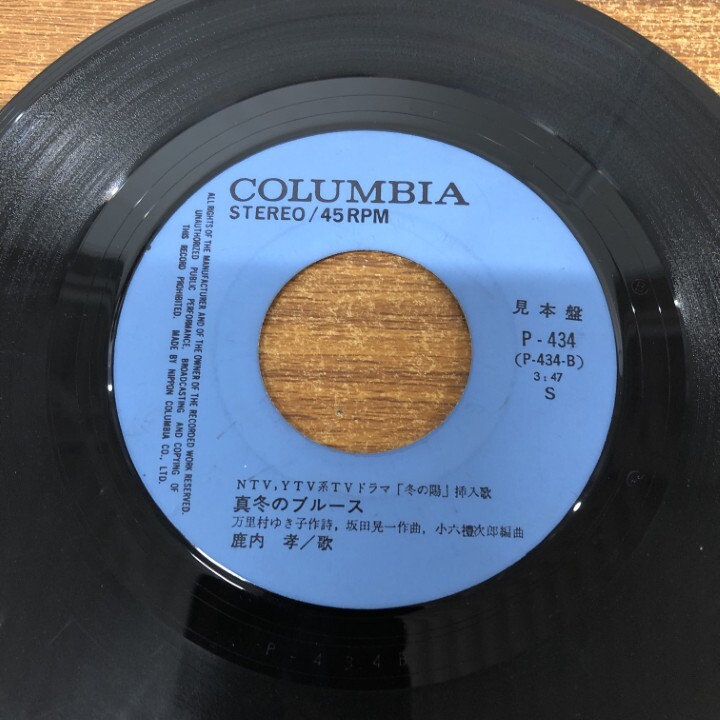 COLUMBIA
STEREO/45RPM
ALL RIGHTS OF THE MANUFACTURER AND OF THE OWNER OF THE RECORDED WORK RESERVED.
UNAUTHORIZED PUBLIC PERFORMANCE, BROADCASTING AND COPYING OF
THIS RECORD PROHIBITED. MADE BY NIPPON COLUMBIA CO., LTD.
見本盤
P-434
(P-434-B)
3:47
S
NTV,YTV系TVドラマ「冬の陽」挿入歌
真冬のブルース
万里村ゆき子作詩,坂田晃一作曲,小六禮次郎編曲
鹿内 孝/歌
P-434B